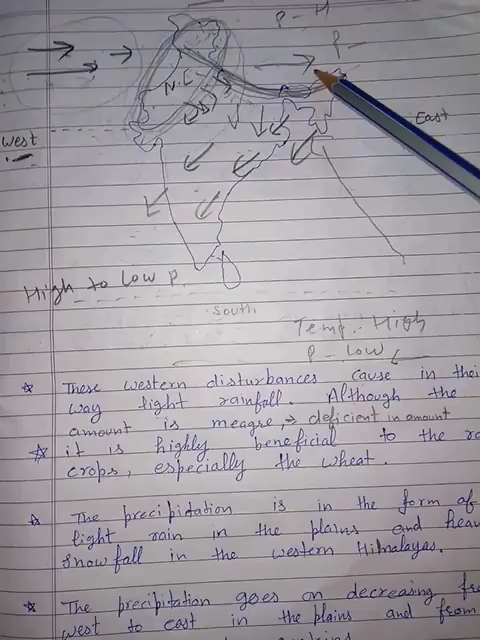 P - H
P -
N.I.
East
West
High to Low P.
South
Temp.: High
P - Low
☆ These western disturbances cause in their
way light rainfall. Although the
amount is meagre, → deficient in amount
☆ it is highly beneficial to the
crops, especially the wheat.
☆ The precipitation is in the form of
light rain in the plains and
snowfall in the western Himalayas.
☆ The precipitation goes on decreasing
west to east in the plains and from